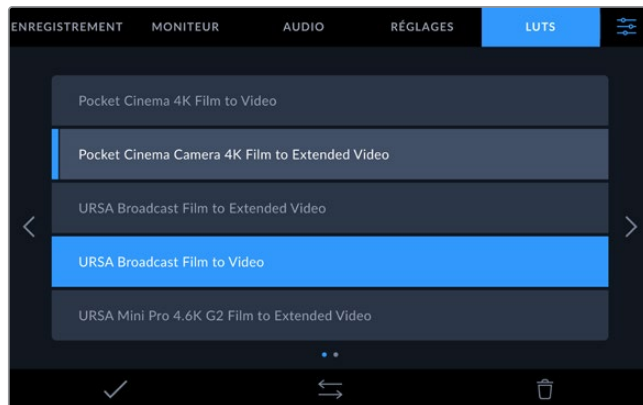 ENREGISTREMENT MONITEUR AUDIO RÉGLAGES LUTS
Pocket Cinema 4K Film to Video
Pocket Cinema Camera 4K Film to Extended Video
URSA Broadcast Film to Extended Video
URSA Broadcast Film to Video
URSA Mini Pro 4.6K G2 Film to Extended Video